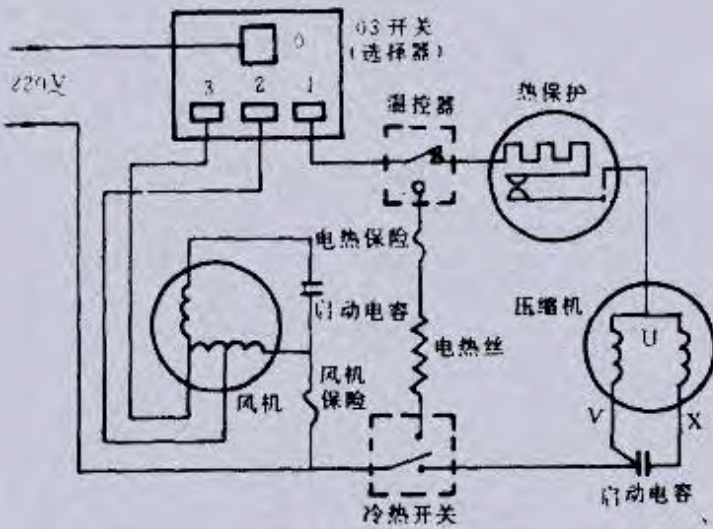 03开关
(选择器)
0
220V
3 2 1
温控器
热保护
电热保险
启动电容
压缩机
U
电热丝
风机
风机
保险
V
X
启动电容
冷热开关